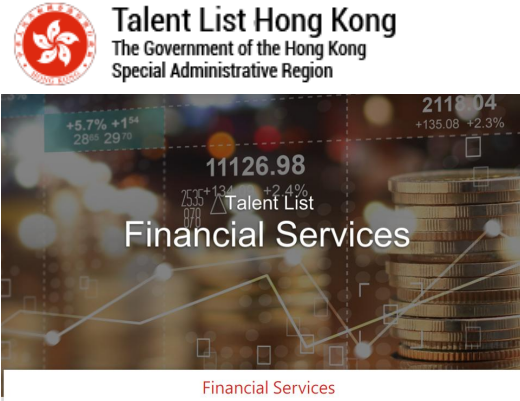 Talent List Hong Kong
The Government of the Hong Kong
Special Administrative Region
HONG KONG
2118.04
+5.7% +1⁵⁴
+135.08 +2.3%
11126.98
+2.4%
Talent List
Financial Services
Financial Services